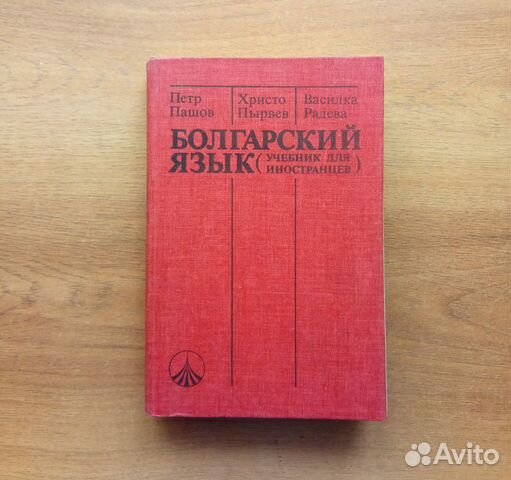 Петр Христо Василка
Пашов Пырвев Радева
БОЛГАРСКИЙ
ЯЗЫК (УЧЕБНИК ДЛЯ
ИНОСТРАНЦЕВ)
Avito